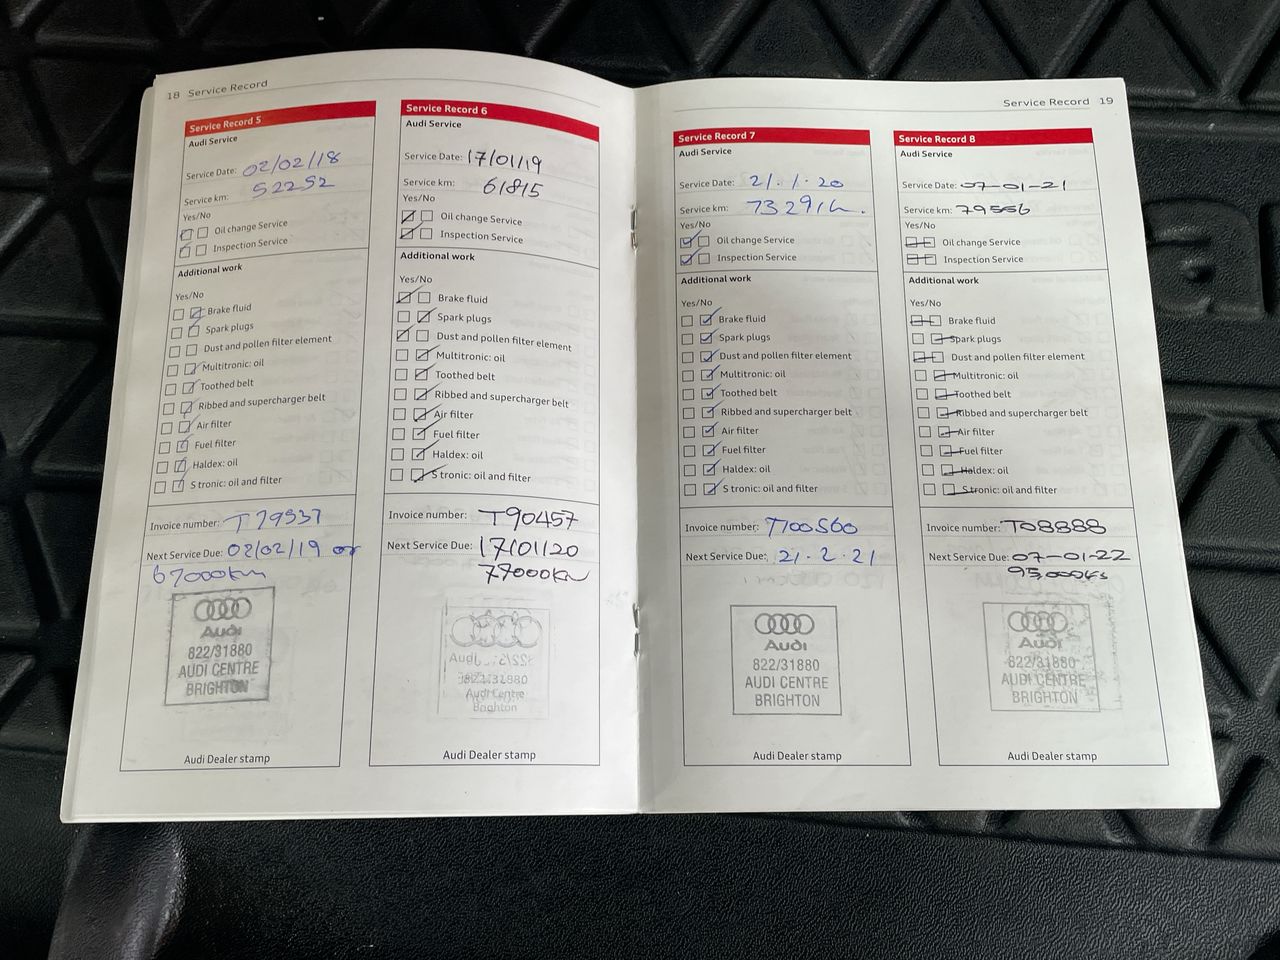 18 Service Record
Service Record 5
Audi Service
Service Date: 02/02/18
Service km: 52252
Yes/No
Oil change Service
Inspection Service
Additional work
Yes/No
Brake fluid
Spark plugs
Dust and pollen filter element
Multitronic: oil
Toothed belt
Ribbed and supercharger belt
Air filter
Fuel filter
Haldex: oil
S tronic: oil and filter
Invoice number: T79937
Next Service Due: 02/02/19 or
67000km
Audi
822/31880
AUDI CENTRE
BRIGHTON
Audi Dealer stamp
Service Record 6
Audi Service
Service Date: 17/01/19
Service km: 61815
Yes/No
Oil change Service
Inspection Service
Additional work
Yes/No
Brake fluid
Spark plugs
Dust and pollen filter element
Multitronic: oil
Toothed belt
Ribbed and supercharger belt
Air filter
Fuel filter
Haldex: oil
S tronic: oil and filter
Invoice number: T90457
Next Service Due: 17/01/20
77000km
Audi Centre
Brighton
Audi Dealer stamp
Service Record 19
Service Record 7
Audi Service
Service Date: 21.1.20
Service km:
Yes/No
Oil change Service
Inspection Service
Additional work
Yes/No
Brake fluid
Spark plugs
Dust and pollen filter element
Multitronic: oil
Toothed belt
Ribbed and supercharger belt
Air filter
Fuel filter
Haldex: oil
S tronic: oil and filter
Invoice number: T100560
Next Service Due: 21.2.21
Audi
822/31880
AUDI CENTRE
BRIGHTON
Audi Dealer stamp
Service Record 8
Audi Service
Service Date: 07-01-21
Service km: 79556
Yes/No
Oil change Service
Inspection Service
Additional work
Yes/No
Brake fluid
Spark plugs
Dust and pollen filter element
Multitronic: oil
Toothed belt
Ribbed and supercharger belt
Air filter
Fuel filter
Haldex: oil
S tronic: oil and filter
Invoice number: T08888
Next Service Due: 07-01-22
95,000Ks
Audi
822/31880
AUDI CENTRE
BRIGHTON
Audi Dealer stamp